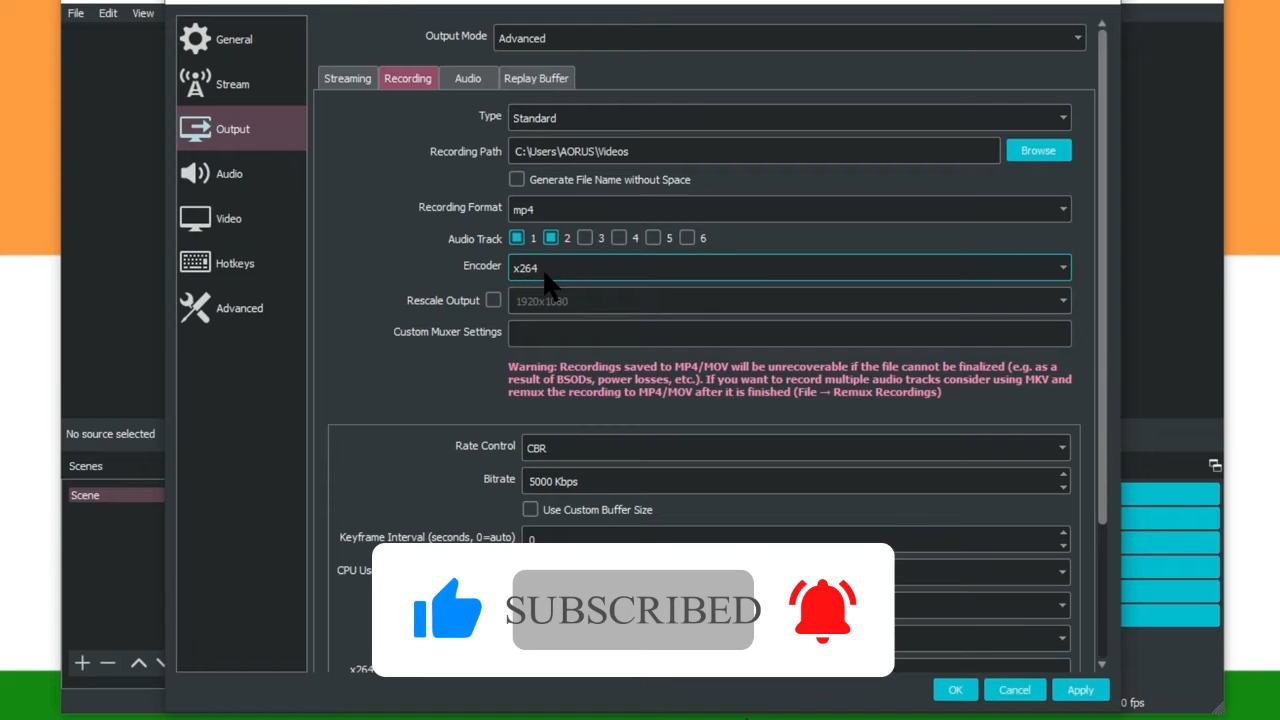 File Edit View
General
Stream
Output
Audio
Video
Hotkeys
Advanced
Output Mode Advanced
Streaming Recording Audio Replay Buffer
Type Standard
Recording Path C:\Users\AORUS\Videos Browse
Generate File Name without Space
Recording Format mp4
Audio Track 1 2 3 4 5 6
Encoder x264
Rescale Output 1920x1080
Custom Muxer Settings
Warning: Recordings saved to MP4/MOV will be unrecoverable if the file cannot be finalized (e.g. as a
result of BSODs, power losses, etc.). If you want to record multiple audio tracks consider using MKV and
remux the recording to MP4/MOV after it is finished (File → Remux Recordings)
Rate Control CBR
Bitrate 5000 Kbps
Use Custom Buffer Size
Keyframe Interval (seconds, 0=auto) 0
CPU
x264
SUBSCRIBED
No source selected
Scenes
Scene
OK Cancel Apply
0 fps